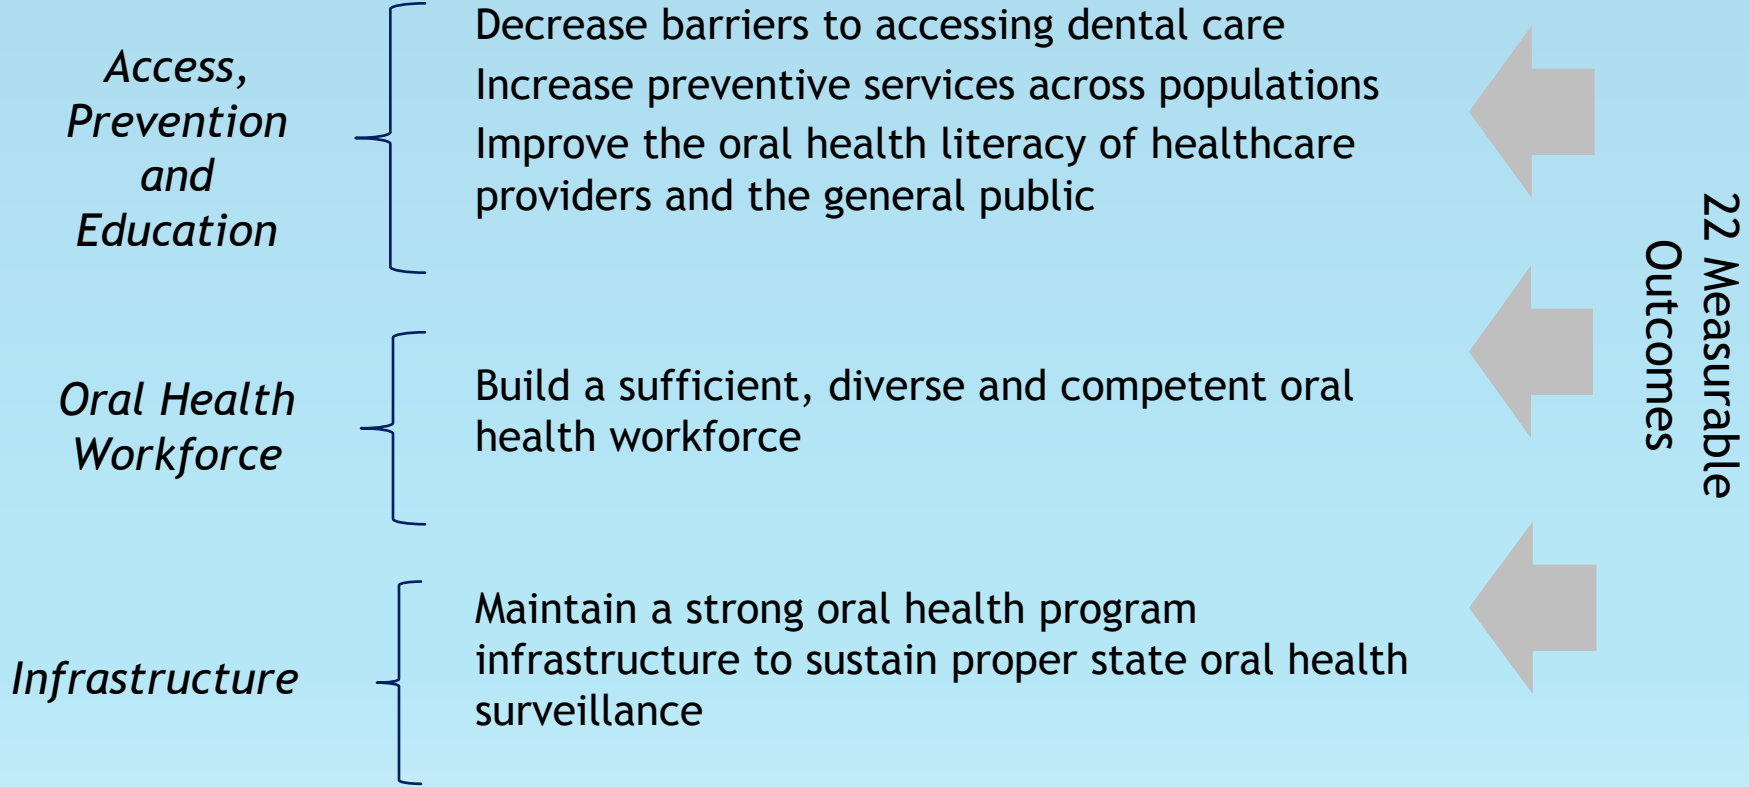 Access,
Prevention
and
Education
Decrease barriers to accessing dental care
Increase preventive services across populations
Improve the oral health literacy of healthcare
providers and the general public
Oral Health
Workforce
Build a sufficient, diverse and competent oral
health workforce
Infrastructure
Maintain a strong oral health program
infrastructure to sustain proper state oral health
surveillance
22 Measurable
Outcomes